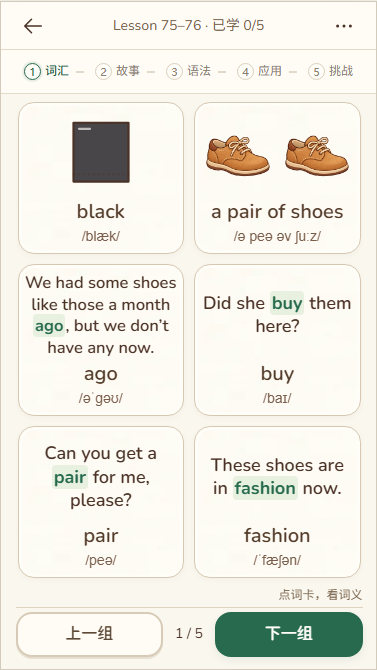 Lesson 75–76 · 已学 0/5
1 词汇 – 2 故事 – 3 语法 – 4 应用 – 5 挑战
black
/blæk/
a pair of shoes
/ə peə əv ʃuːz/
We had some shoes
like those a month
ago, but we don't
have any now.
ago
/əˈɡəʊ/
Did she buy them
here?
buy
/baɪ/
Can you get a
pair for me,
please?
pair
/peə/
These shoes are
in fashion now.
fashion
/ˈfæʃən/
点词卡，看词义
上一组
1 / 5
下一组